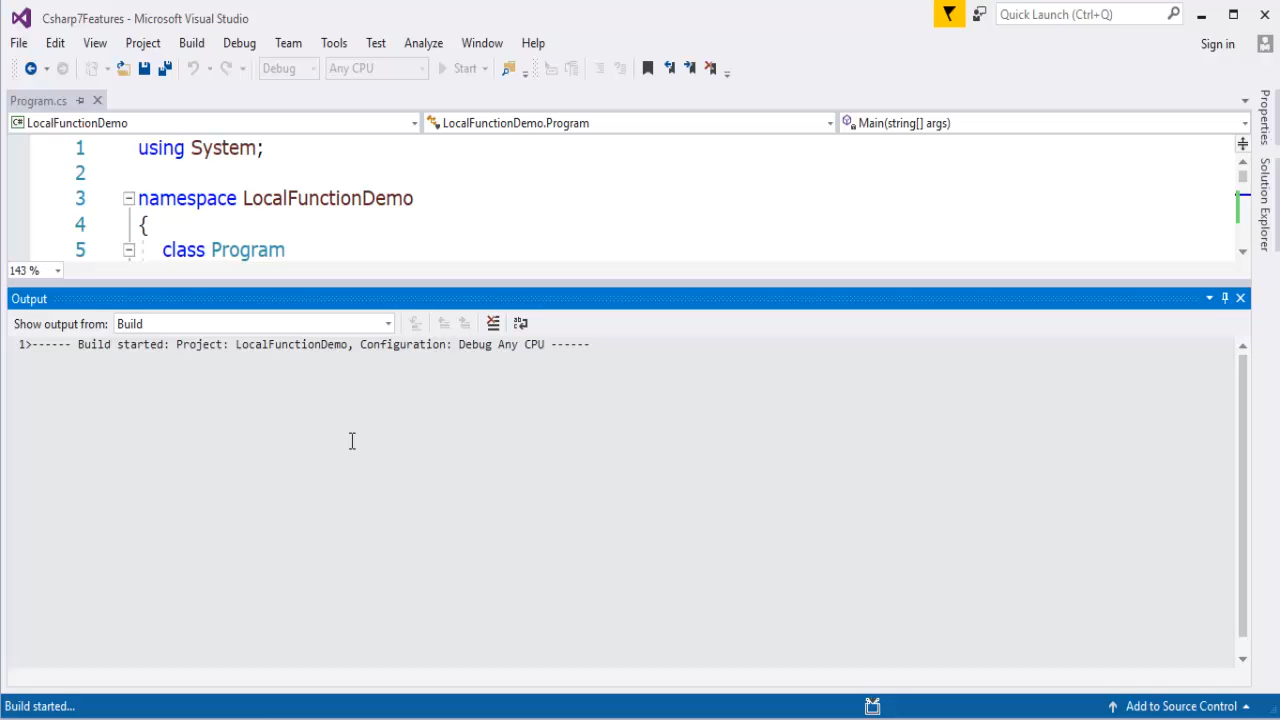 Csharp7Features - Microsoft Visual Studio
Quick Launch (Ctrl+Q)
File Edit View Project Build Debug Team Tools Test Analyze Window Help
Sign in
Debug Any CPU Start
Program.cs
LocalFunctionDemo LocalFunctionDemo.Program Main(string[] args)
1 using System;
2
3 namespace LocalFunctionDemo
4 {
5 class Program
143 %
Output
Show output from: Build
1>------ Build started: Project: LocalFunctionDemo, Configuration: Debug Any CPU ------
Build started...
Add to Source Control
Properties
Solution Explorer